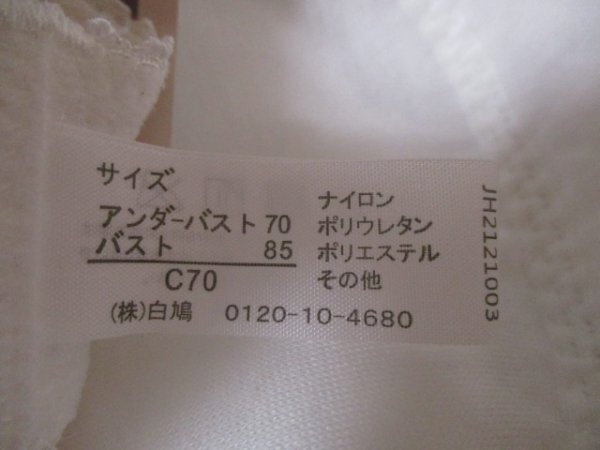 サイズ
アンダーバスト 70
バスト 85
C70
ナイロン
ポリウレタン
ポリエステル
その他
(株)白鳩 0120-10-4680
JH2121003